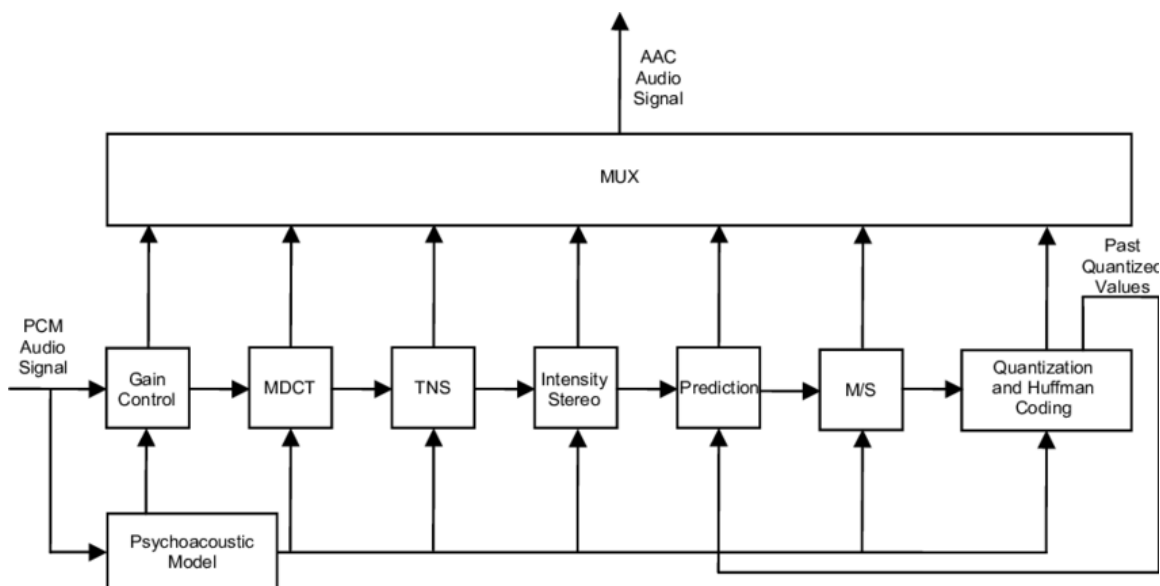 AAC
Audio
Signal
MUX
Past
Quantized
Values
PCM
Audio
Signal
Gain
Control
MDCT
TNS
Intensity
Stereo
Prediction
M/S
Quantization
and Huffman
Coding
Psychoacoustic
Model